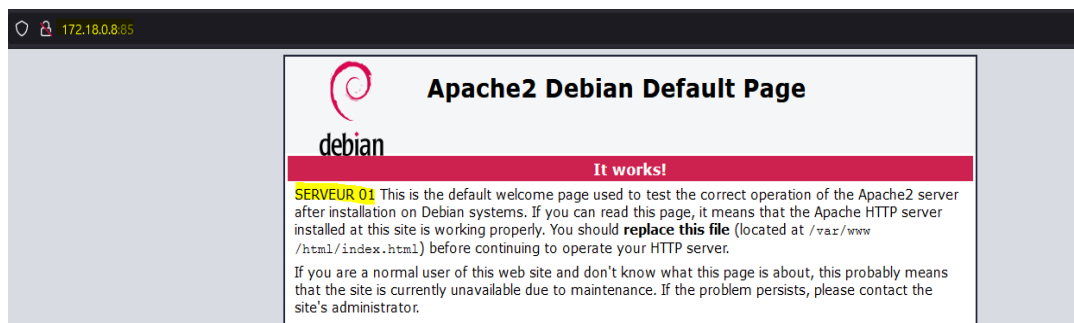 172.18.0.8:85
Apache2 Debian Default Page
debian
It works!
SERVEUR 01 This is the default welcome page used to test the correct operation of the Apache2 server
after installation on Debian systems. If you can read this page, it means that the Apache HTTP server
installed at this site is working properly. You should replace this file (located at /var/www
/html/index.html) before continuing to operate your HTTP server.
If you are a normal user of this web site and don't know what this page is about, this probably means
that the site is currently unavailable due to maintenance. If the problem persists, please contact the
site's administrator.